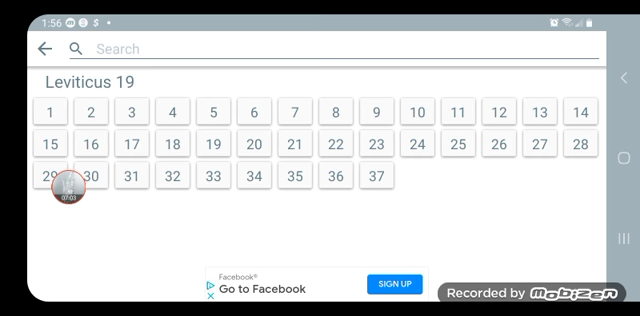 1:56
Search
Leviticus 19
1 2 3 4 5 6 7 8 9 10 11 12 13 14
15 16 17 18 19 20 21 22 23 24 25 26 27 28
29 30 31 32 33 34 35 36 37
07:03
Facebook®
Go to Facebook
SIGN UP
Recorded by Mobizen